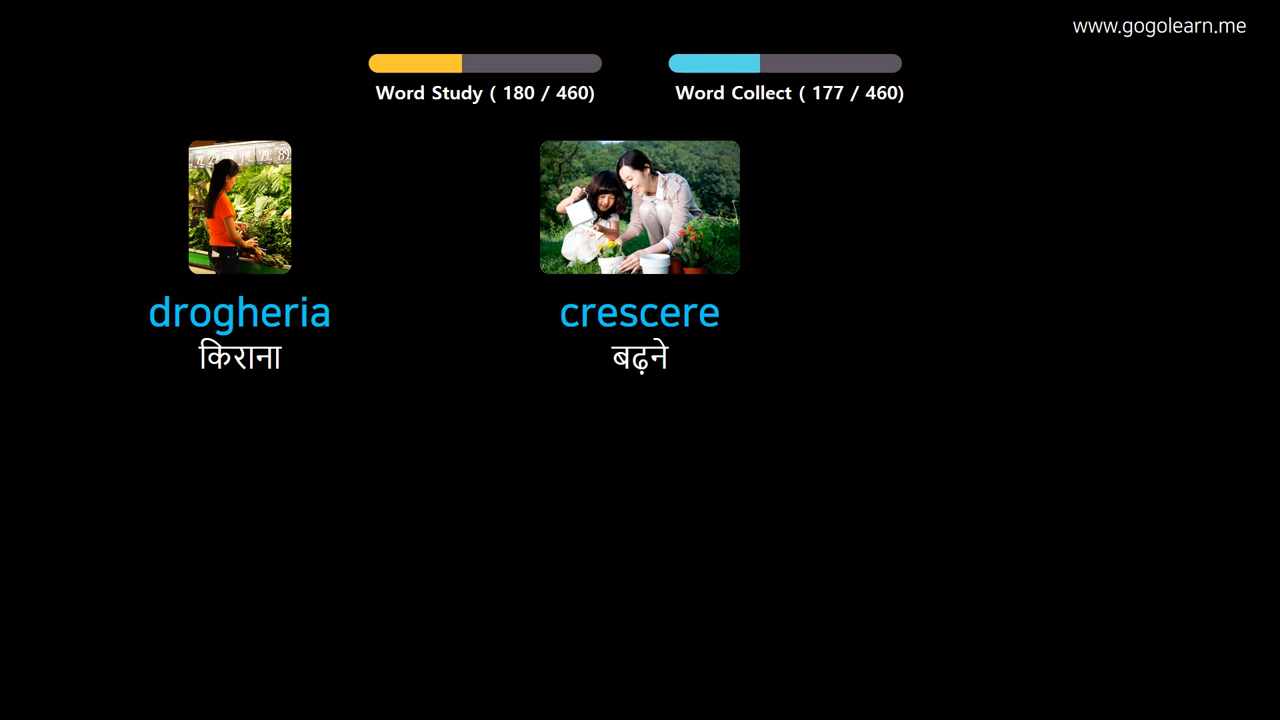 www.gogolearn.me
Word Study ( 180 / 460)
Word Collect ( 177 / 460)
drogheria
किराना
crescere
बढ़ने